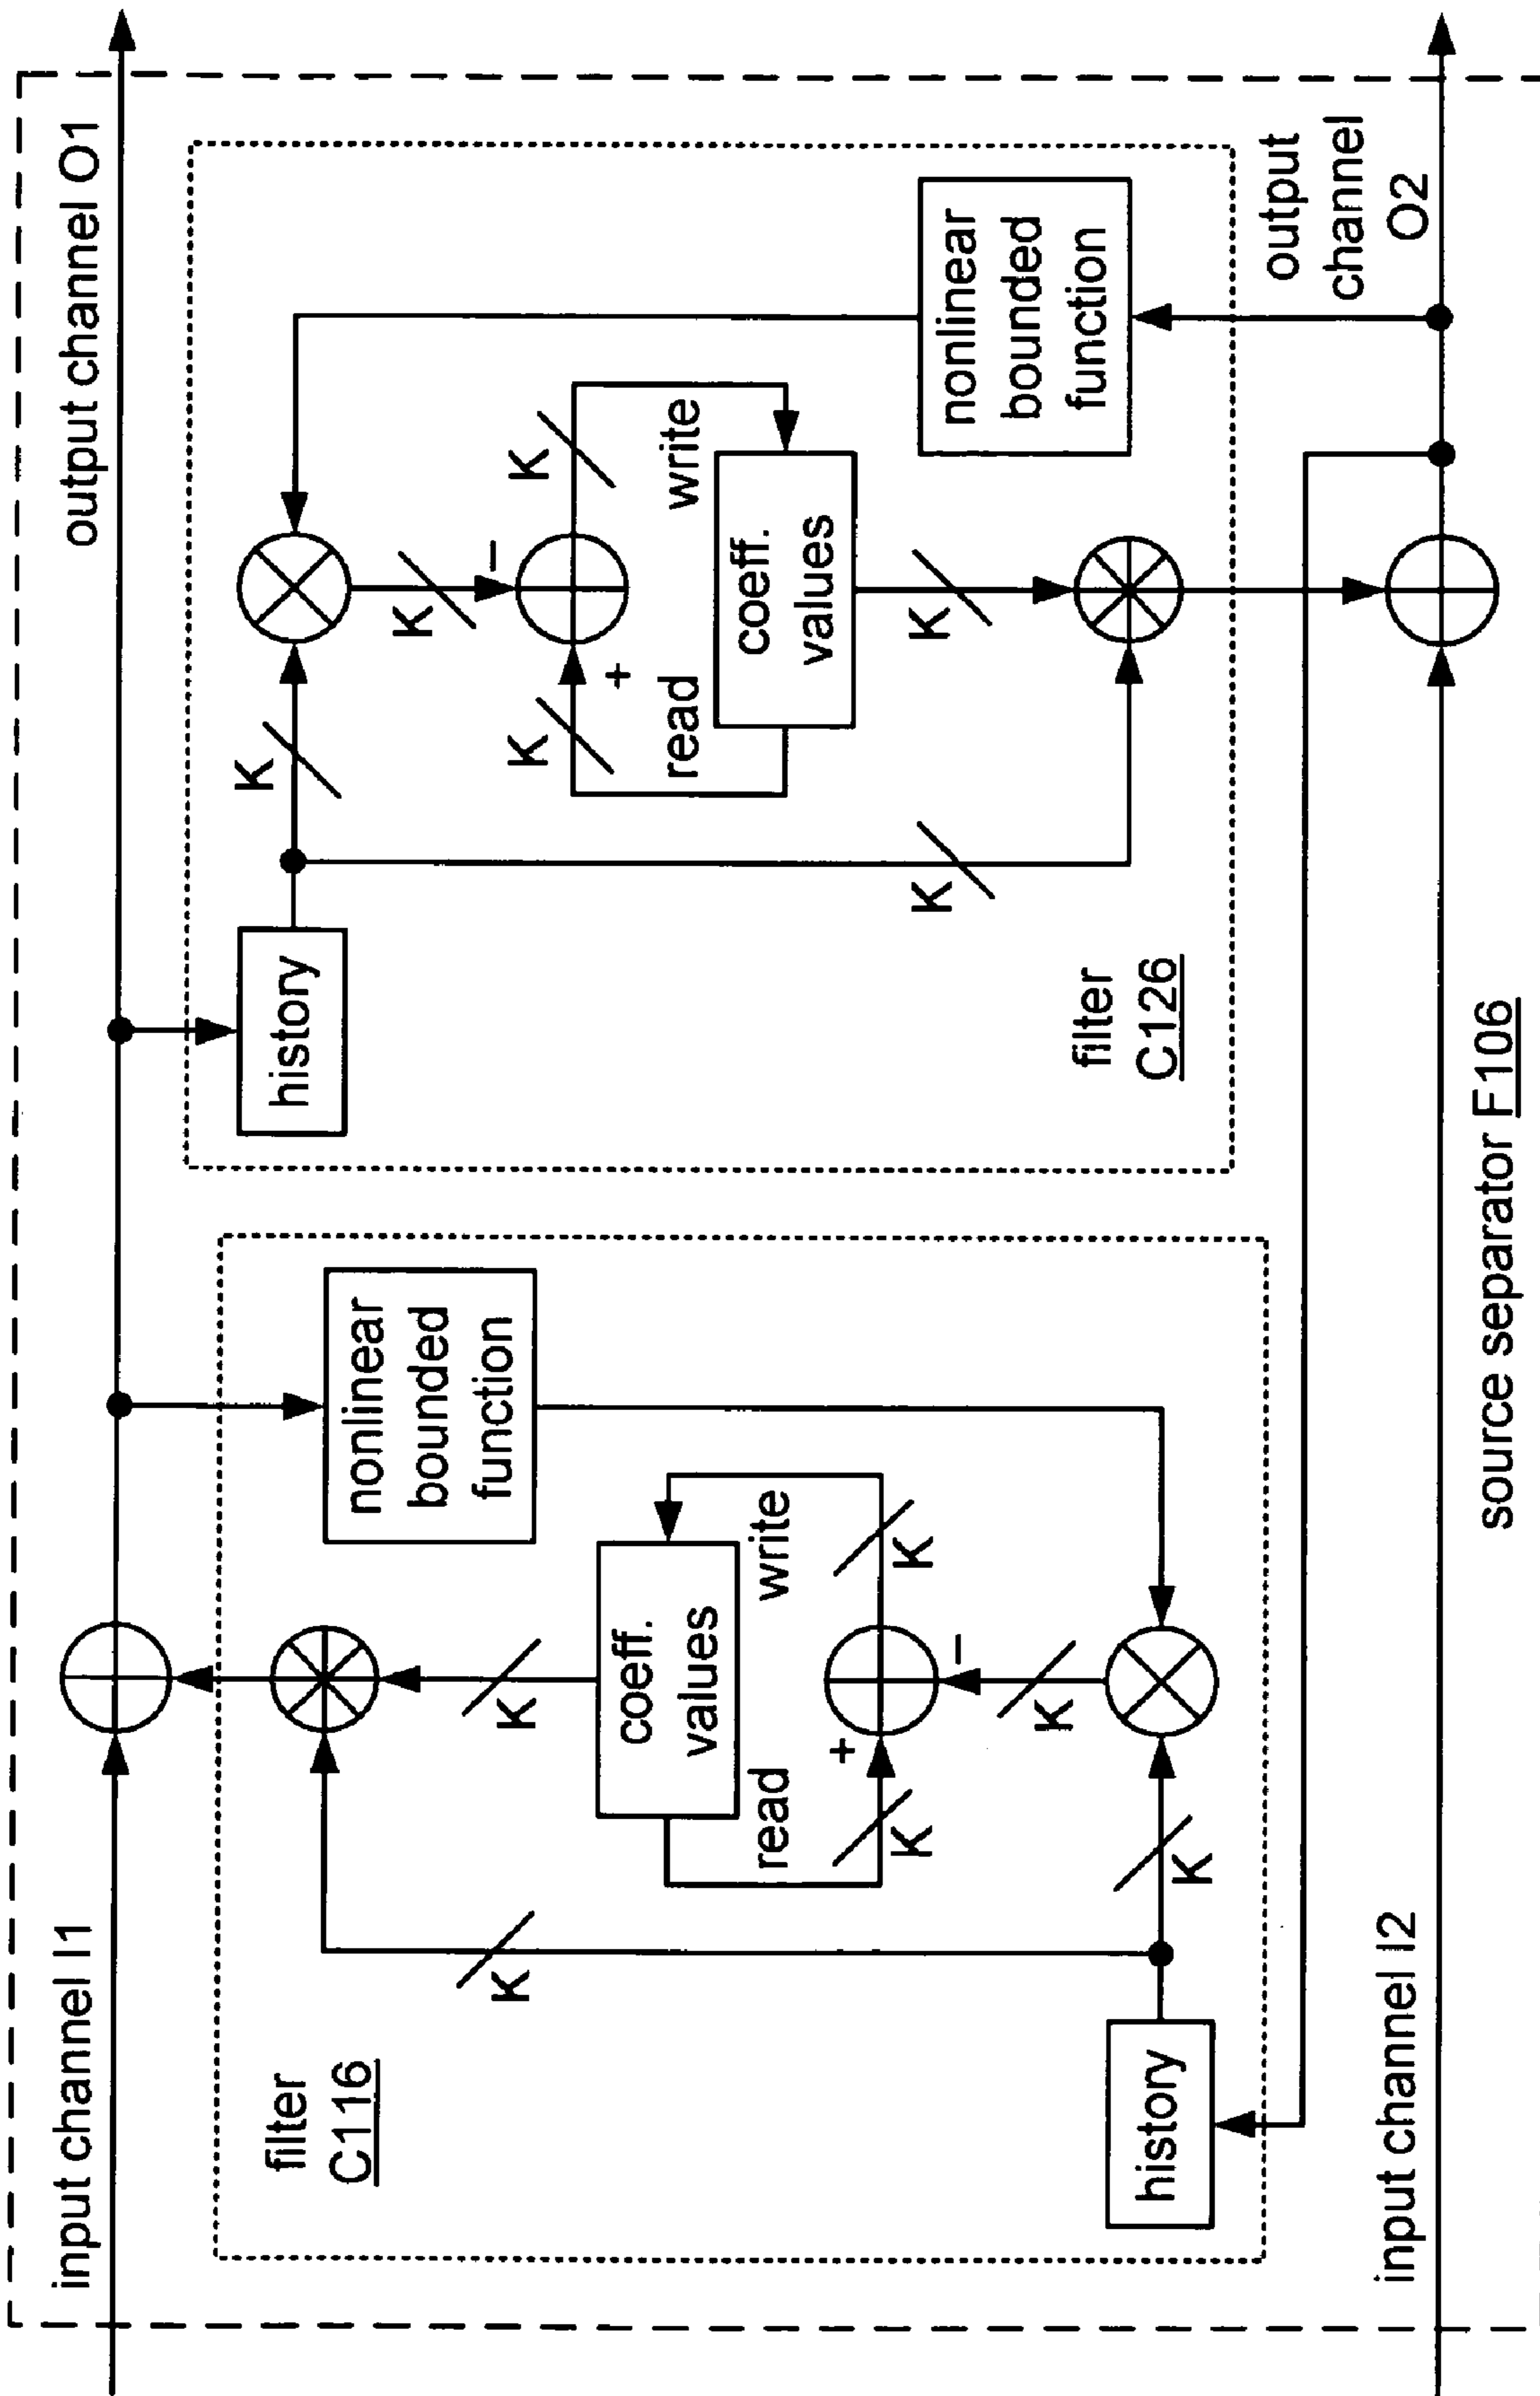 input channel I1
output channel O1
filter
C116
K
K
coeff.
values
read
write
K
K
+
−
K
K
history
nonlinear
bounded
function
history
K
K
−
+
K
K
read
write
coeff.
values
K
K
nonlinear
bounded
function
filter
C126
output
channel
O2
input channel I2
source separator F106